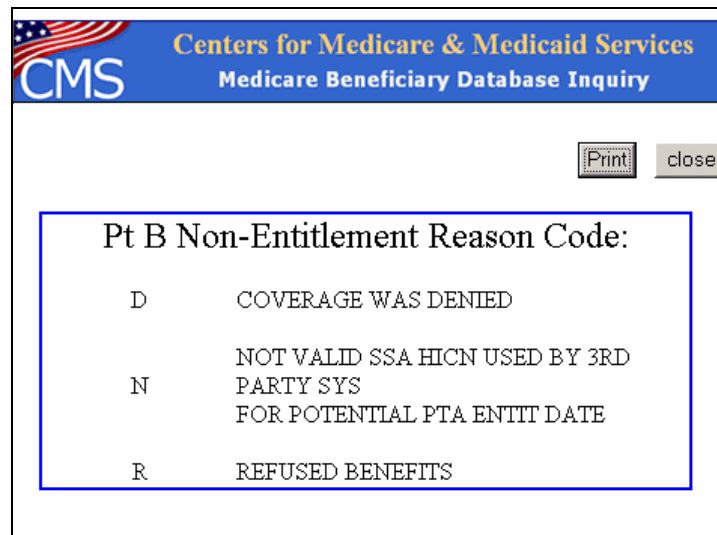 Centers for Medicare & Medicaid Services
CMS
Medicare Beneficiary Database Inquiry
Print close
Pt B Non-Entitlement Reason Code:
D COVERAGE WAS DENIED
NOT VALID SSA HICN USED BY 3RD
N PARTY SYS
FOR POTENTIAL PTA ENTIT DATE
R REFUSED BENEFITS